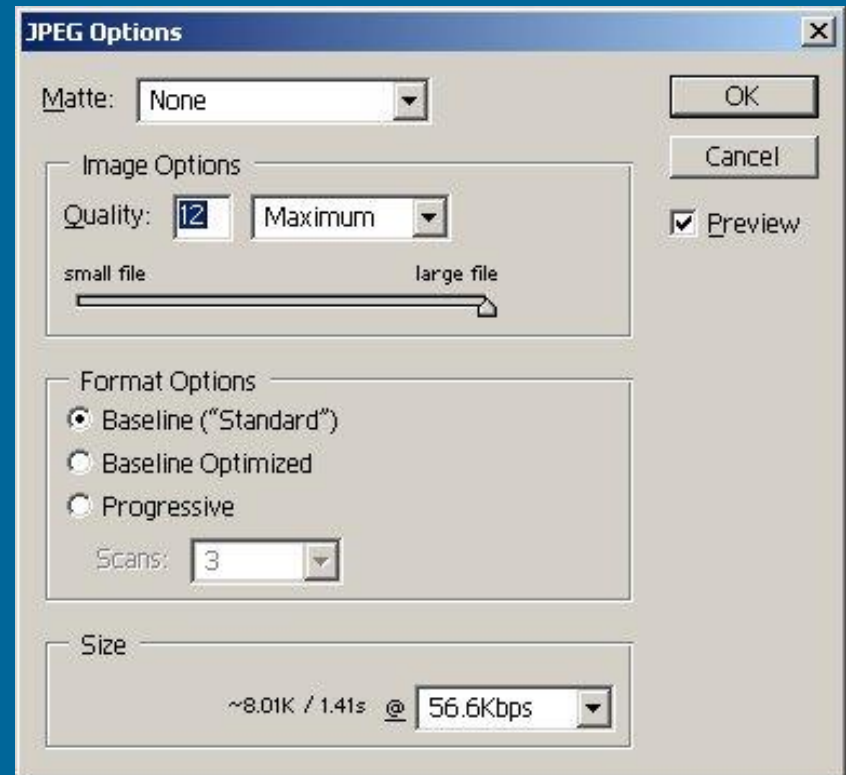 JPEG Options
Matte: None
OK
Cancel
Preview
Image Options
Quality: 12 Maximum
small file large file
Format Options
Baseline ("Standard")
Baseline Optimized
Progressive
Scans: 3
Size
~8.01K / 1.41s @ 56.6Kbps